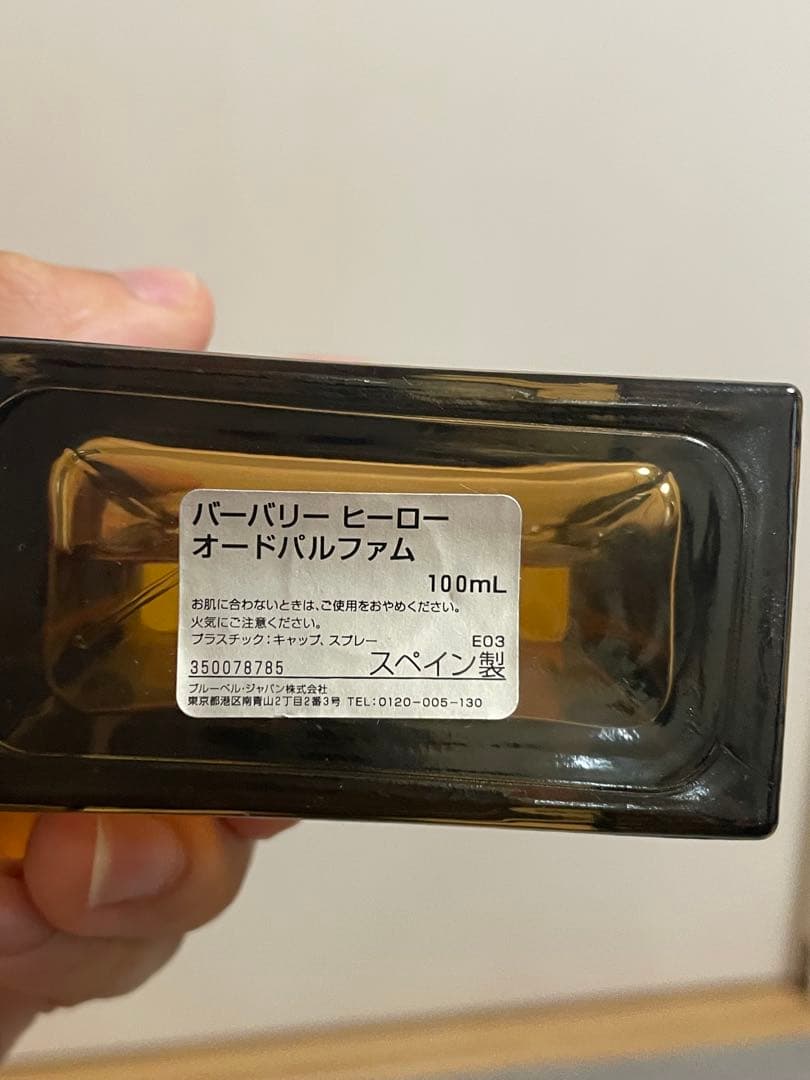 バーバリー ヒーロー
オードパルファム
100mL
お肌に合わないときは、ご使用をおやめください。
火気にご注意ください。
プラスチック：キャップ、スプレー E03
350078785 スペイン製
ブルーベル・ジャパン株式会社
東京都港区南青山2丁目2番3号 TEL：0120-005-130